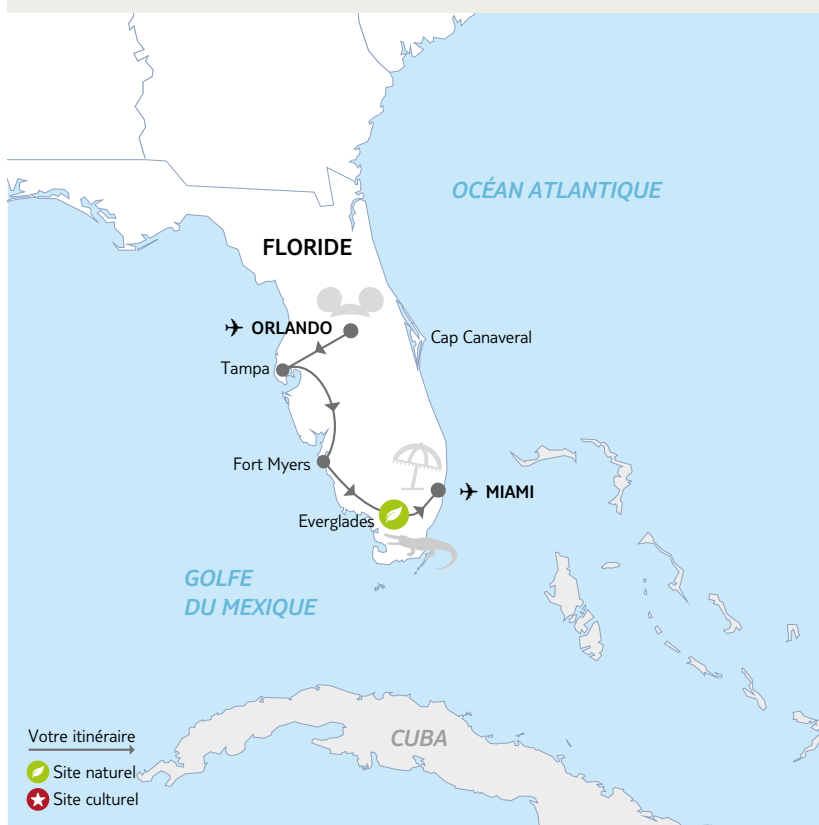 OCÉAN ATLANTIQUE
FLORIDE
ORLANDO
Cap Canaveral
Tampa
Fort Myers
MIAMI
Everglades
GOLFE
DU MEXIQUE
CUBA
Votre itinéraire
Site naturel
Site culturel